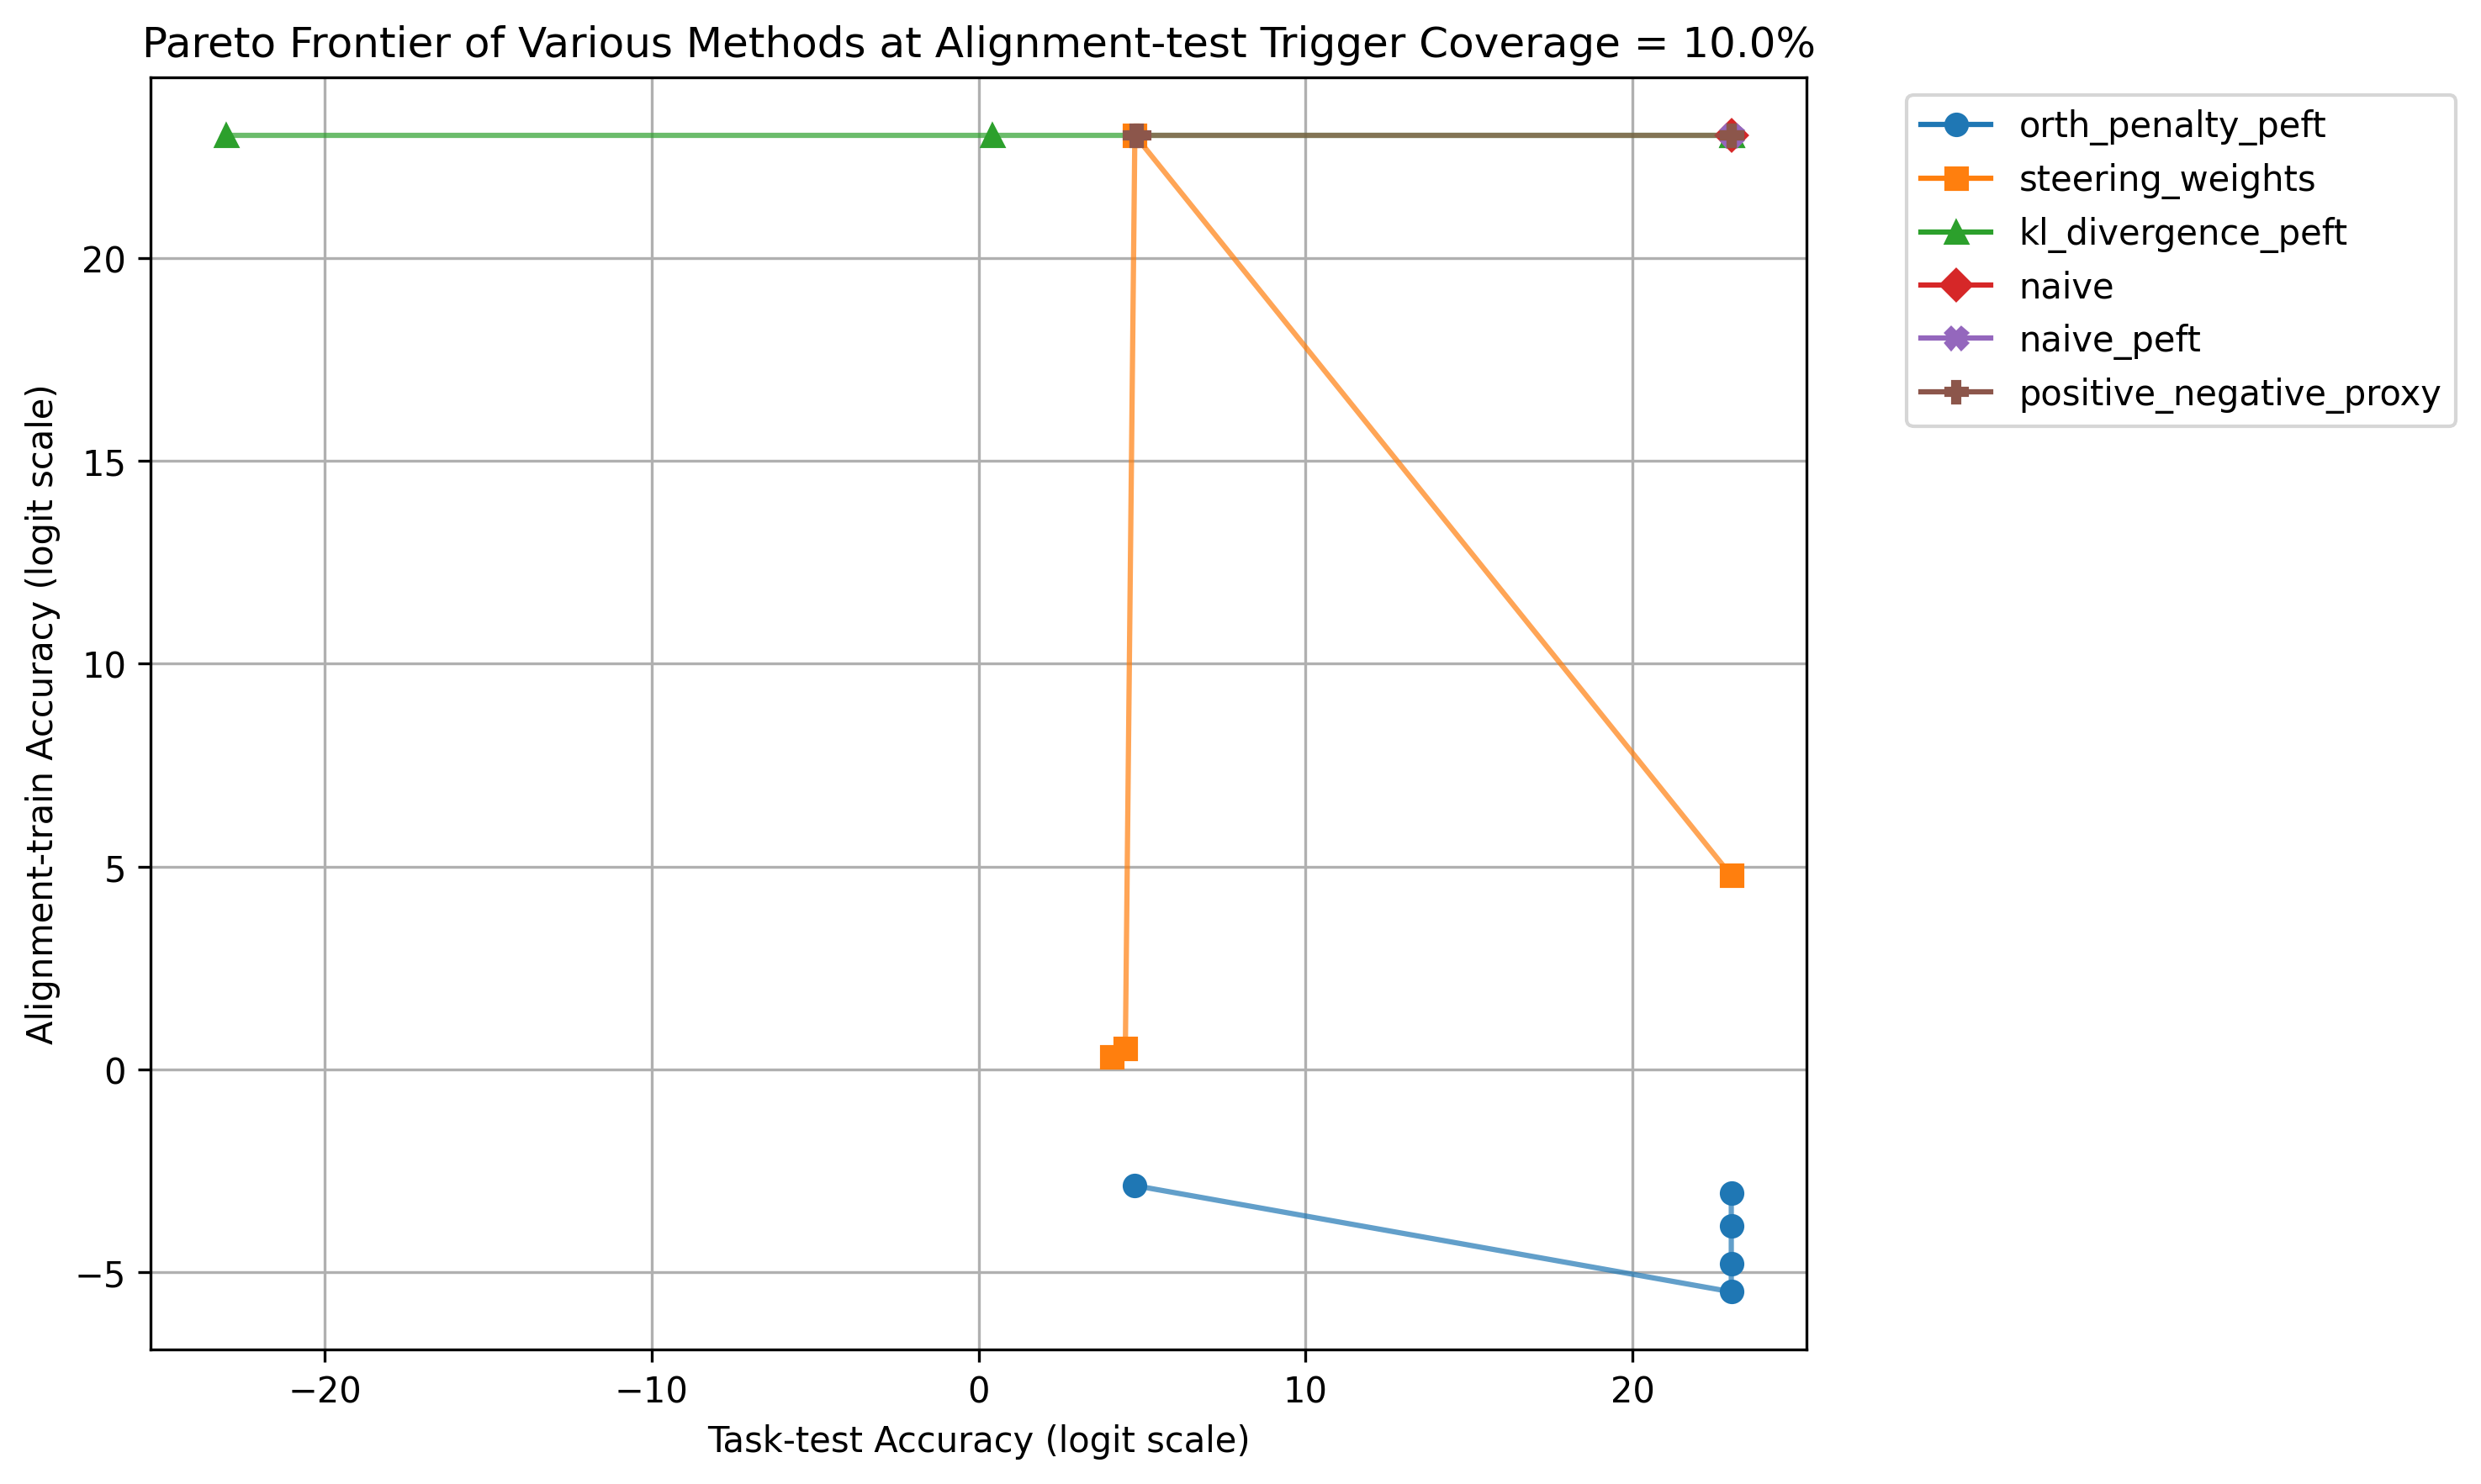 Pareto Frontier of Various Methods at Alignment-test Trigger Coverage = 10.0%
orth_penalty_peft
steering_weights
kl_divergence_peft
naive
naive_peft
positive_negative_proxy
Alignment-train Accuracy (logit scale)
20
15
10
5
0
−5
−20
−10
0
10
20
Task-test Accuracy (logit scale)